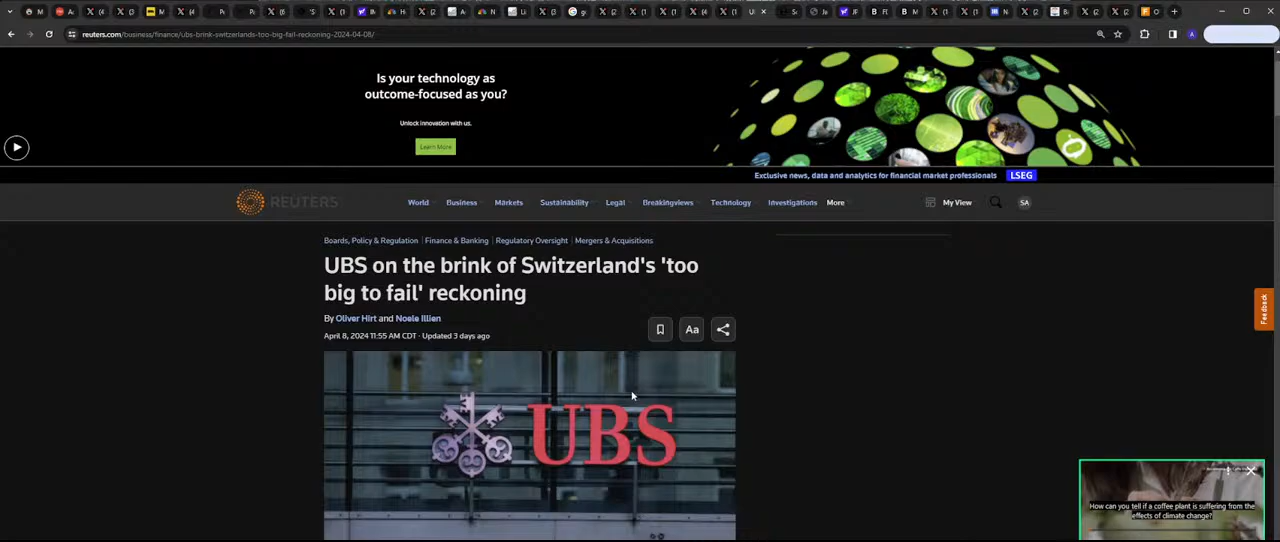 reuters.com/business/finance/ubs-brink-switzerlands-too-big-fail-reckoning-2024-04-08/
Is your technology as
outcome-focused as you?
Unlock innovation with us.
Learn More
Exclusive news, data and analytics for financial market professionals LSEG
REUTERS World Business Markets Sustainability Legal Breakingviews Technology Investigations More My View SA
Boards, Policy & Regulation | Finance & Banking | Regulatory Oversight | Mergers & Acquisitions
UBS on the brink of Switzerland's 'too
big to fail' reckoning
By Oliver Hirt and Noele Illien
April 8, 2024 11:55 AM CDT · Updated 3 days ago
Aa
Feedback
UBS
How can you tell if a coffee plant is suffering from the
effects of climate change?